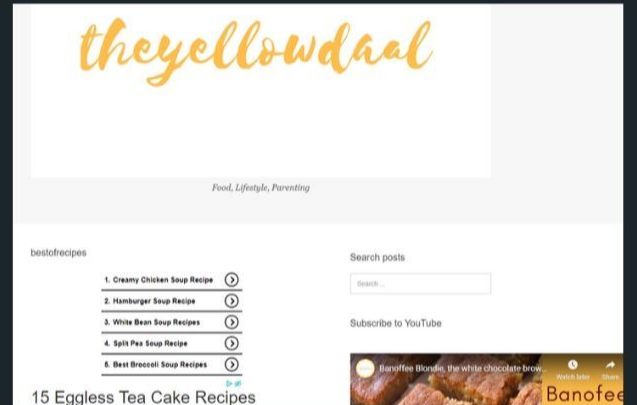 theyellowdaal
Food, Lifestyle, Parenting
bestofrecipes
1. Creamy Chicken Soup Recipe
2. Hamburger Soup Recipe
3. White Bean Soup Recipes
4. Split Pea Soup Recipe
5. Best Broccoli Soup Recipes
15 Eggless Tea Cake Recipes
Search posts
Search ...
Subscribe to YouTube
Banoffee Blondie, the white chocolate brow...
Watch later
Share
Banofee